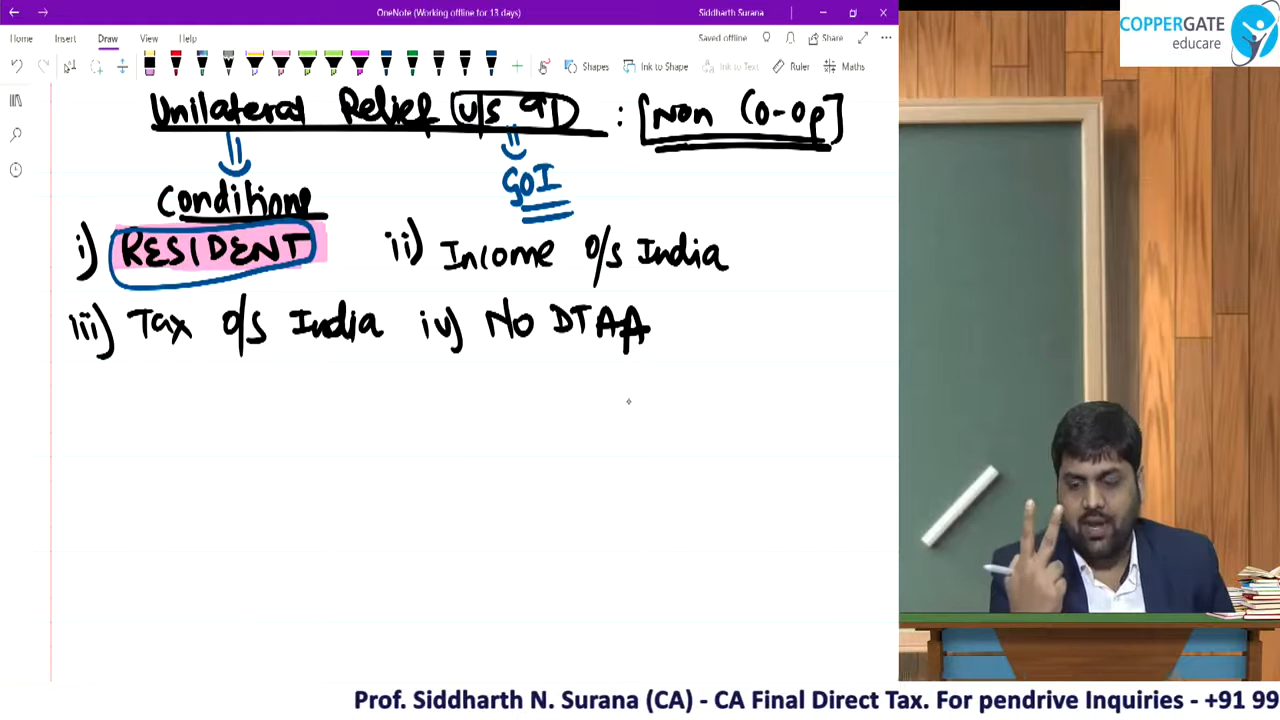 OneNote (Working offline for 13 days)
Siddharth Surana
Home Insert Draw View Help
Saved offline
Share
Shapes
Ink to Shape
Ink to Text
Ruler
Maths
COPPERGATE
educare
Unilateral Relief u/s 91 : [Non Co-op]
GOI
Conditions
i) RESIDENT ii) Income o/s India
iii) Tax o/s India iv) No DTAA
Prof. Siddharth N. Surana (CA) - CA Final Direct Tax. For pendrive Inquiries - +91 99